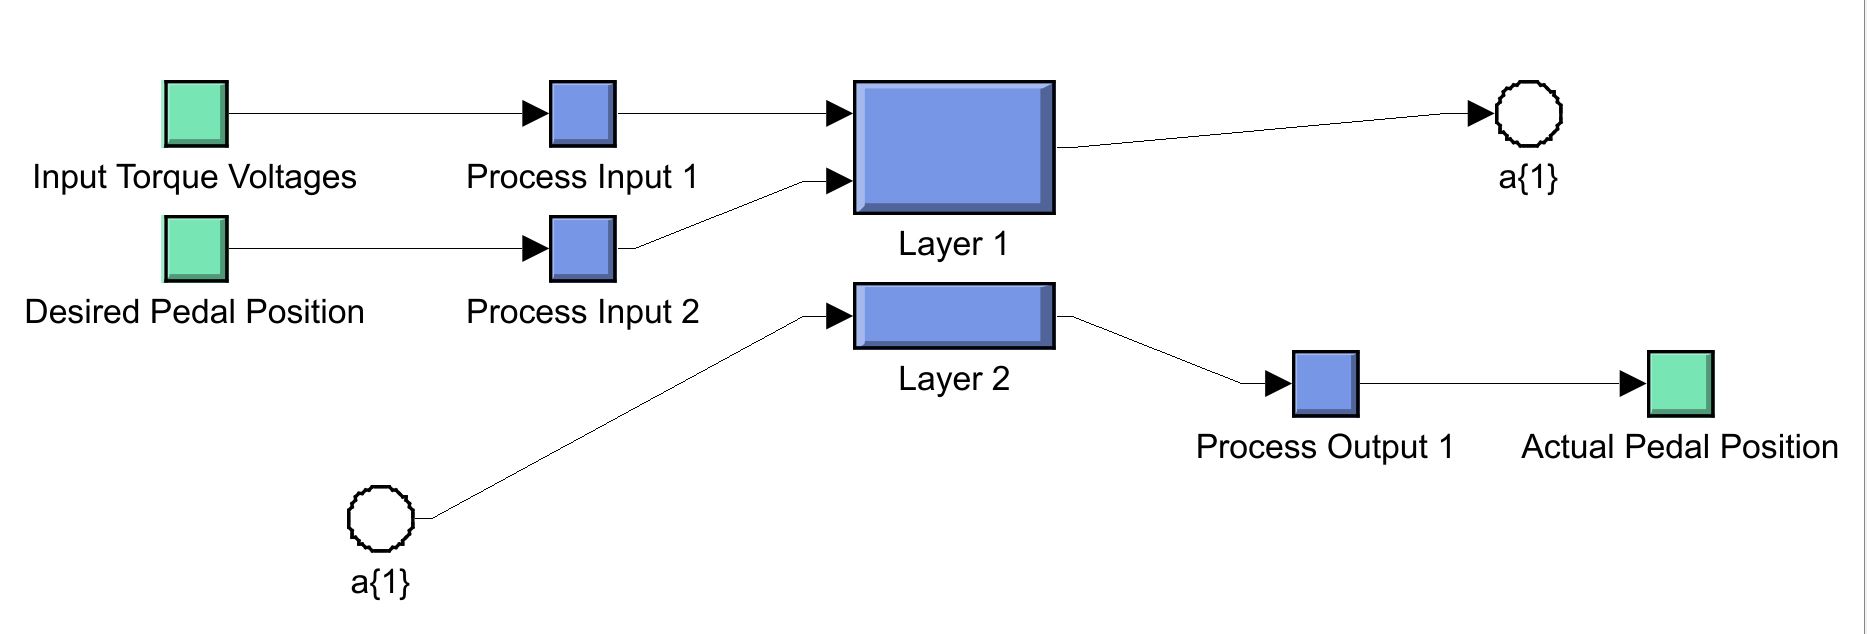 Input Torque Voltages
Process Input 1
a{1}
Layer 1
Desired Pedal Position
Process Input 2
Layer 2
Process Output 1
Actual Pedal Position
a{1}